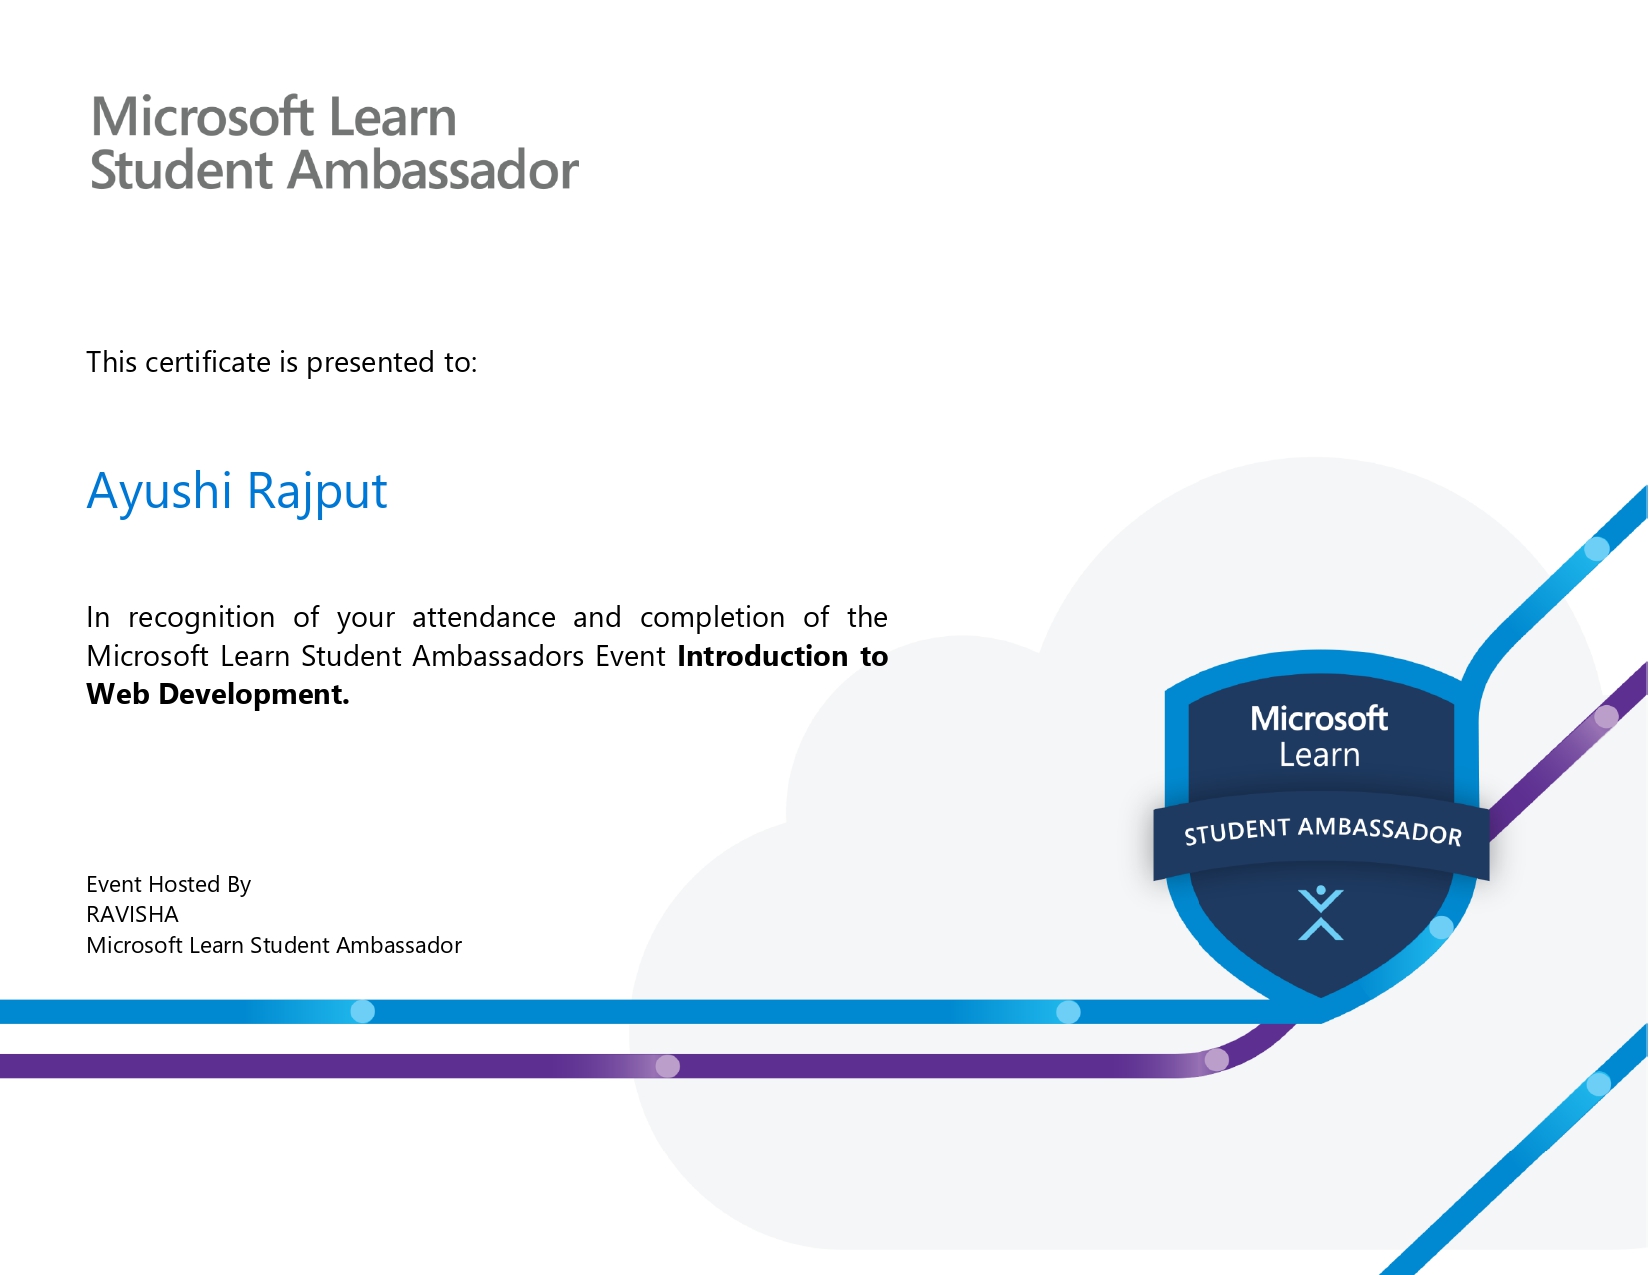 Microsoft Learn
Student Ambassador
This certificate is presented to:
Ayushi Rajput
In recognition of your attendance and completion of the
Microsoft Learn Student Ambassadors Event Introduction to
Web Development.
Microsoft
Learn
STUDENT AMBASSADOR
Event Hosted By
RAVISHA
Microsoft Learn Student Ambassador